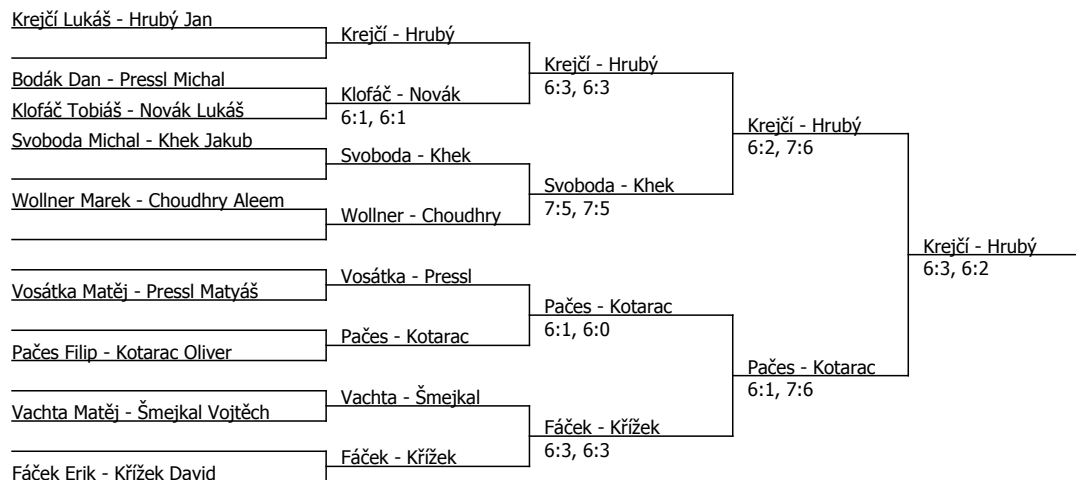 Krejčí Lukáš - Hrubý Jan
Bodák Dan - Pressl Michal
Klofáč Tobiáš - Novák Lukáš
Svoboda Michal - Khek Jakub
Wollner Marek - Choudhry Aleem
Vosátka Matěj - Pressl Matyáš
Pačes Filip - Kotarac Oliver
Vachta Matěj - Šmejkal Vojtěch
Fáček Erik - Křížek David
Krejčí - Hrubý
Klofáč - Novák
6:1, 6:1
Svoboda - Khek
Wollner - Choudhry
Vosátka - Pressl
Pačes - Kotarac
Vachta - Šmejkal
Fáček - Křížek
Krejčí - Hrubý
6:3, 6:3
Svoboda - Khek
7:5, 7:5
Pačes - Kotarac
6:1, 6:0
Fáček - Křížek
6:3, 6:3
Krejčí - Hrubý
6:2, 7:6
Pačes - Kotarac
6:1, 7:6
Krejčí - Hrubý
6:3, 6:2